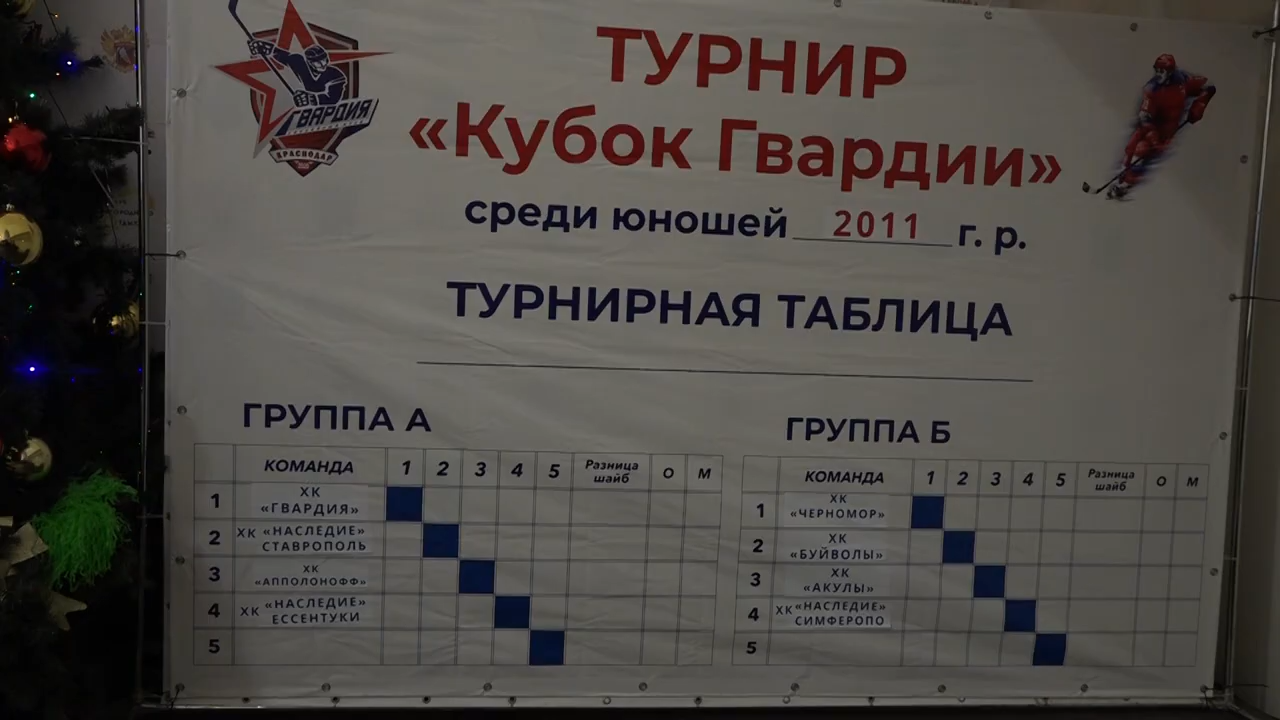 ГВАРДИЯ
КРАСНОДАР
ТУРНИР
«Кубок Гвардии»
среди юношей 2011 г. р.
ТУРНИРНАЯ ТАБЛИЦА
ГРУППА А
КОМАНДА 1 2 3 4 5 Разница шайб О М
1 ХК «ГВАРДИЯ»
2 ХК «НАСЛЕДИЕ» СТАВРОПОЛЬ
3 ХК «АППОЛОНОФФ»
4 ХК «НАСЛЕДИЕ» ЕССЕНТУКИ
5
ГРУППА Б
КОМАНДА 1 2 3 4 5 Разница шайб О М
1 ХК «ЧЕРНОМОР»
2 ХК «БУЙВОЛЫ»
3 ХК «АКУЛЫ»
4 ХК «НАСЛЕДИЕ» СИМФЕРОПО
5